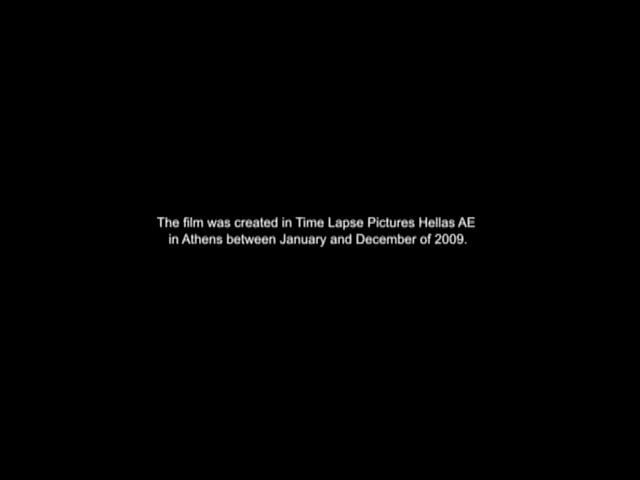 The film was created in Time Lapse Pictures Hellas AE
in Athens between January and December of 2009.